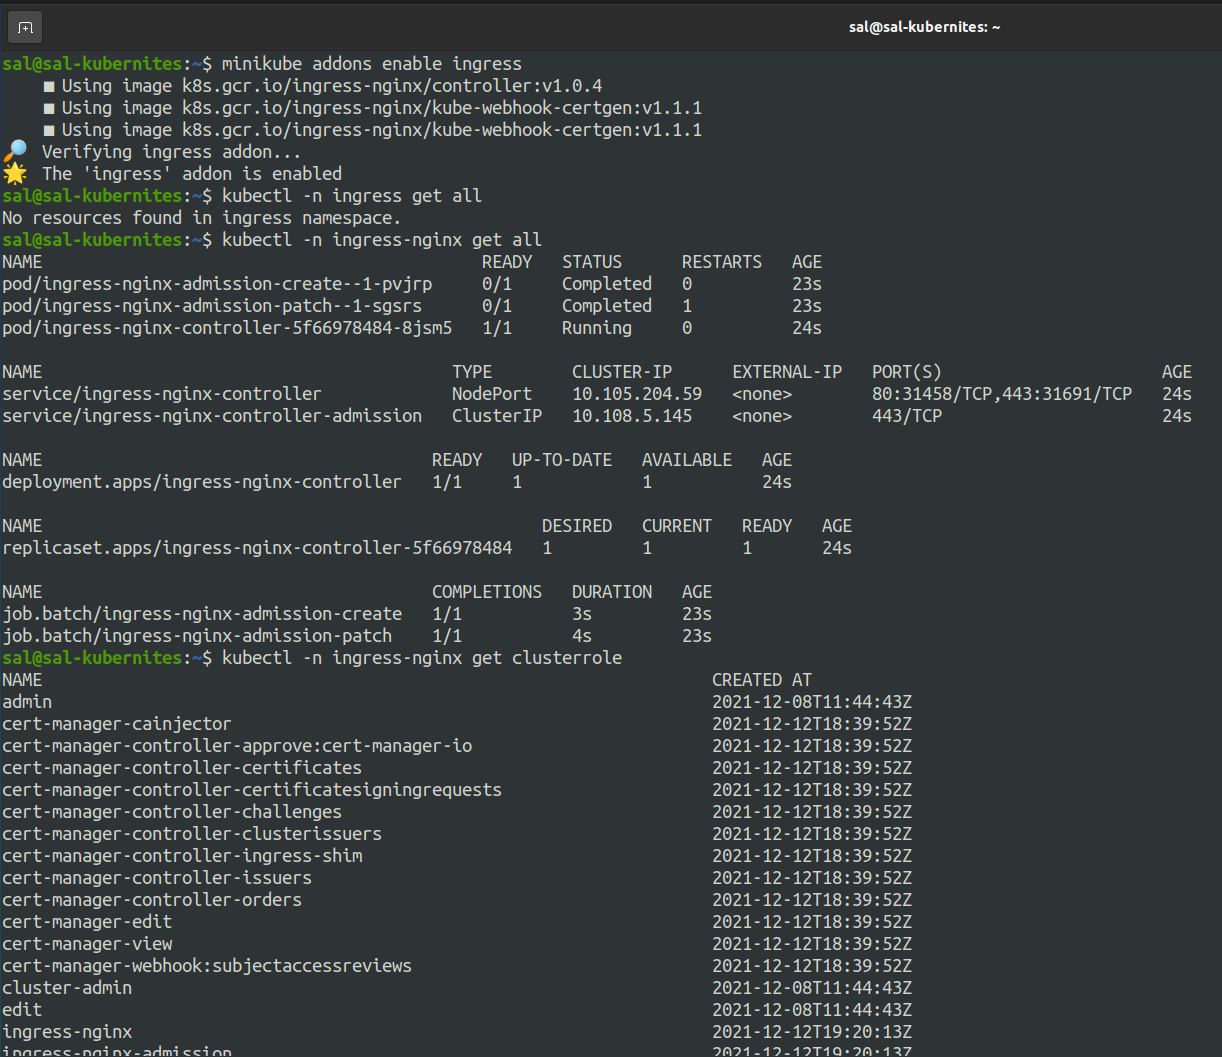 sal@sal-kubernites: ~
sal@sal-kubernites:~$ minikube addons enable ingress
    ■ Using image k8s.gcr.io/ingress-nginx/controller:v1.0.4
    ■ Using image k8s.gcr.io/ingress-nginx/kube-webhook-certgen:v1.1.1
    ■ Using image k8s.gcr.io/ingress-nginx/kube-webhook-certgen:v1.1.1
🔎  Verifying ingress addon...
🌟  The 'ingress' addon is enabled
sal@sal-kubernites:~$ kubectl -n ingress get all
No resources found in ingress namespace.
sal@sal-kubernites:~$ kubectl -n ingress-nginx get all
NAME                                            READY   STATUS      RESTARTS   AGE
pod/ingress-nginx-admission-create--1-pvjrp     0/1     Completed   0          23s
pod/ingress-nginx-admission-patch--1-sgsrs      0/1     Completed   1          23s
pod/ingress-nginx-controller-5f66978484-8jsm5   1/1     Running     0          24s

NAME                                         TYPE        CLUSTER-IP      EXTERNAL-IP   PORT(S)                      AGE
service/ingress-nginx-controller             NodePort    10.105.204.59   <none>        80:31458/TCP,443:31691/TCP   24s
service/ingress-nginx-controller-admission   ClusterIP   10.108.5.145    <none>        443/TCP                      24s

NAME                                       READY   UP-TO-DATE   AVAILABLE   AGE
deployment.apps/ingress-nginx-controller   1/1     1            1           24s

NAME                                                  DESIRED   CURRENT   READY   AGE
replicaset.apps/ingress-nginx-controller-5f66978484   1         1         1       24s

NAME                                       COMPLETIONS   DURATION   AGE
job.batch/ingress-nginx-admission-create   1/1           3s         23s
job.batch/ingress-nginx-admission-patch    1/1           4s         23s
sal@sal-kubernites:~$ kubectl -n ingress-nginx get clusterrole
NAME                                                                   CREATED AT
admin                                                                  2021-12-08T11:44:43Z
cert-manager-cainjector                                                2021-12-12T18:39:52Z
cert-manager-controller-approve:cert-manager-io                        2021-12-12T18:39:52Z
cert-manager-controller-certificates                                   2021-12-12T18:39:52Z
cert-manager-controller-certificatesigningrequests                     2021-12-12T18:39:52Z
cert-manager-controller-challenges                                     2021-12-12T18:39:52Z
cert-manager-controller-clusterissuers                                 2021-12-12T18:39:52Z
cert-manager-controller-ingress-shim                                   2021-12-12T18:39:52Z
cert-manager-controller-issuers                                        2021-12-12T18:39:52Z
cert-manager-controller-orders                                         2021-12-12T18:39:52Z
cert-manager-edit                                                      2021-12-12T18:39:52Z
cert-manager-view                                                      2021-12-12T18:39:52Z
cert-manager-webhook:subjectaccessreviews                              2021-12-12T18:39:52Z
cluster-admin                                                          2021-12-08T11:44:43Z
edit                                                                   2021-12-08T11:44:43Z
ingress-nginx                                                          2021-12-12T19:20:13Z
ingress-nginx-admission                                                2021-12-12T19:20:13Z